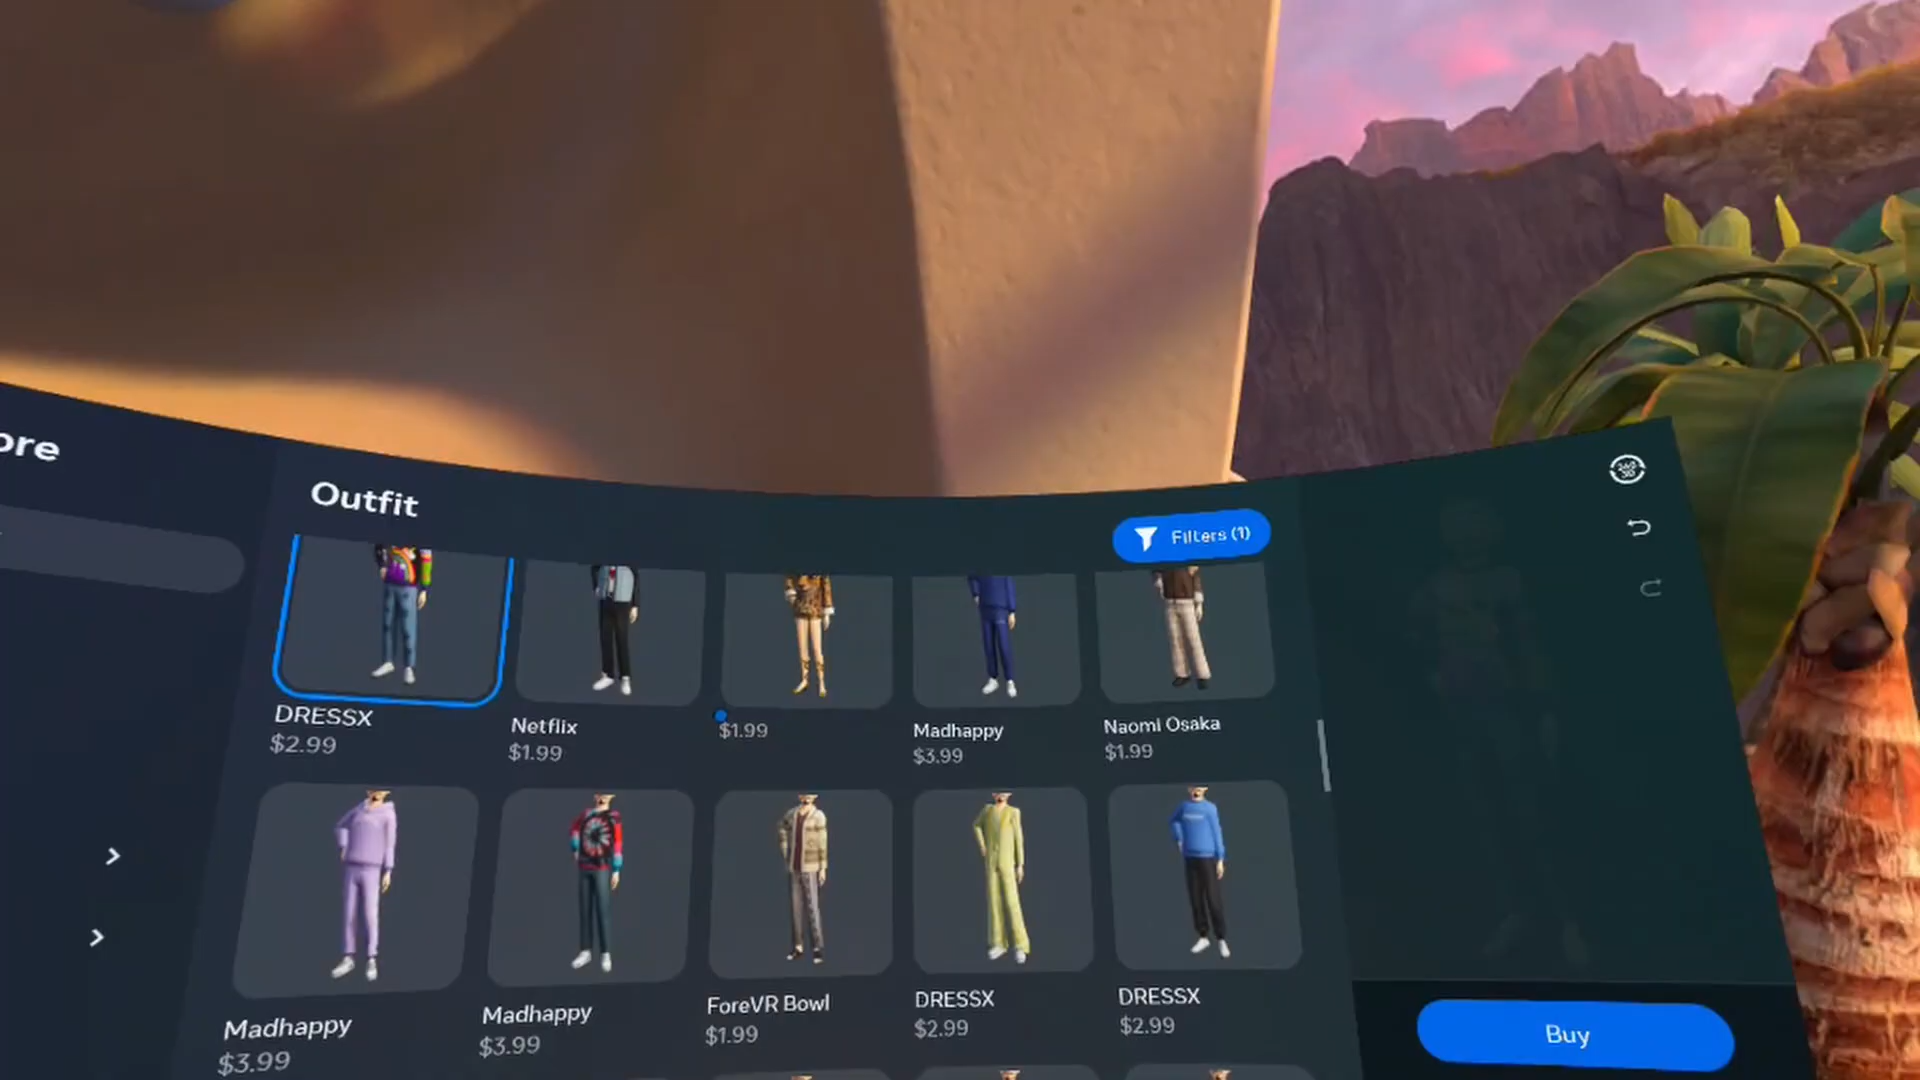 ore
Outfit
Filters (1)
DRESSX
$2.99
Netflix
$1.99
$1.99
Madhappy
$3.99
Naomi Osaka
$1.99
Madhappy
$3.99
Madhappy
$3.99
ForeVR Bowl
$1.99
DRESSX
$2.99
DRESSX
$2.99
Buy